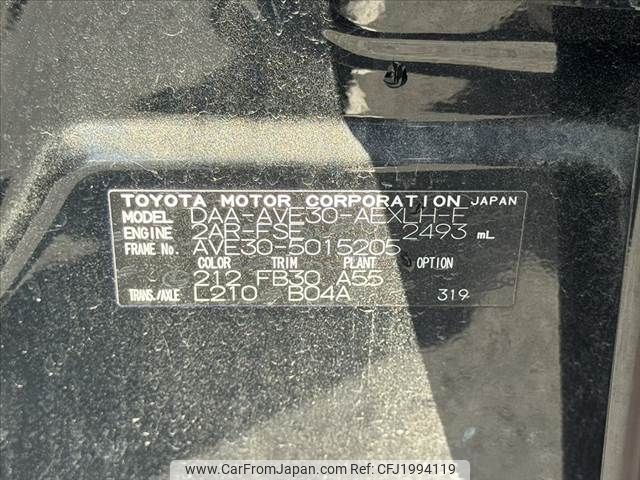 TOYOTA MOTOR CORPORATION JAPAN
MODEL DAA-AVE30-AEXLH-E
ENGINE 2AR-FSE 2493 mL
FRAME No. AVE30-5015205
COLOR TRIM PLANT OPTION
212 FB30 A55
TRANS./AXLE L210 B04A 319
www.CarFromJapan.com | Ref No: CFJ1994119